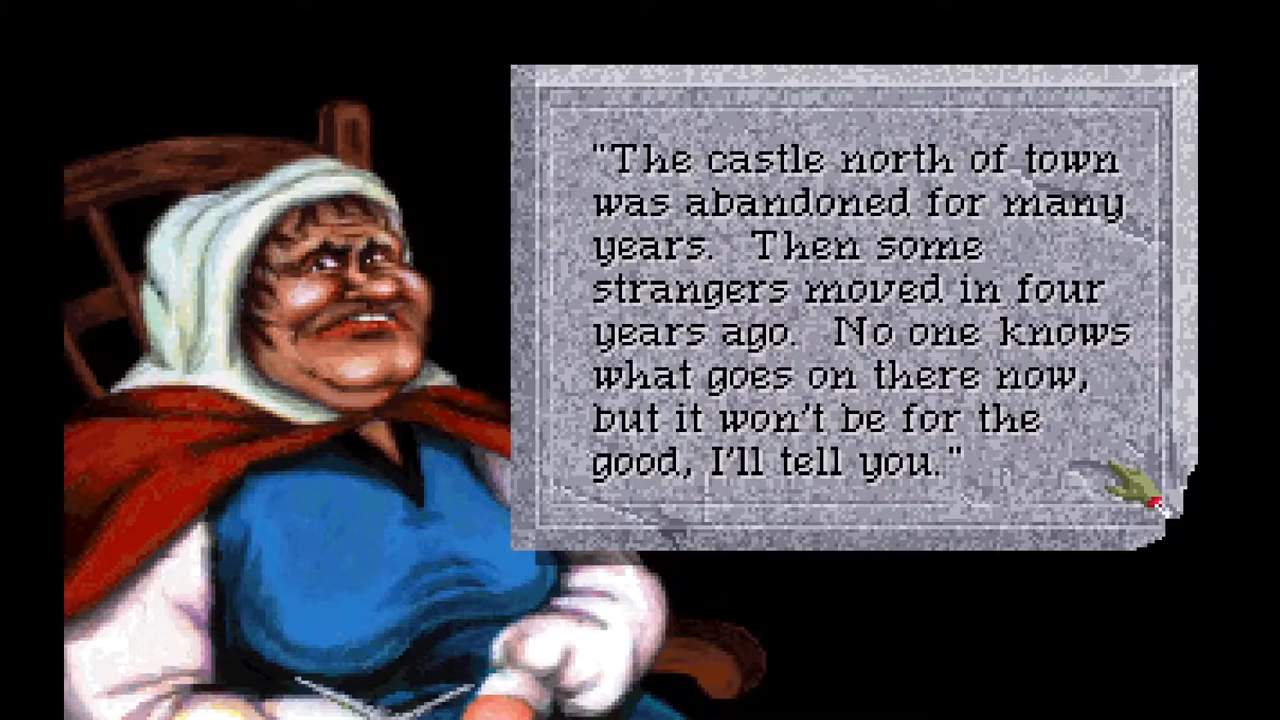 "The castle north of town
was abandoned for many
years.  Then some
strangers moved in four
years ago.  No one knows
what goes on there now,
but it won't be for the
good, I'll tell you."